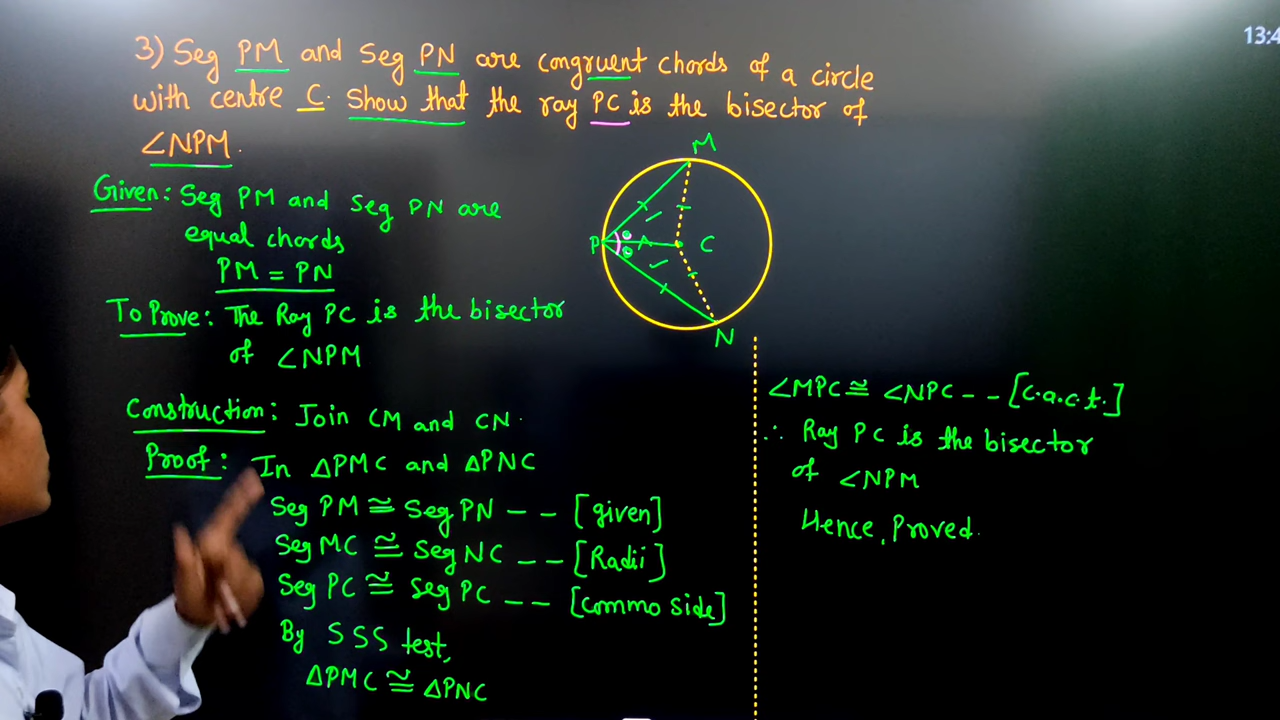 3) Seg PM and Seg PN are congruent chords of a circle
with centre C. Show that the ray PC is the bisector of
∠NPM.
Given: Seg PM and Seg PN are
equal chords
PM = PN
To Prove: The Ray PC is the bisector
of ∠NPM
Construction: Join CM and CN.
Proof: In △PMC and △PNC
Seg PM ≅ Seg PN -- [given]
Seg MC ≅ Seg NC -- [Radii]
Seg PC ≅ Seg PC -- [commo side]
By SSS test,
△PMC ≅ △PNC
M
P
C
N
∠MPC ≅ ∠NPC -- [C.a.c.t.]
∴ Ray PC is the bisector
of ∠NPM
Hence, Proved.